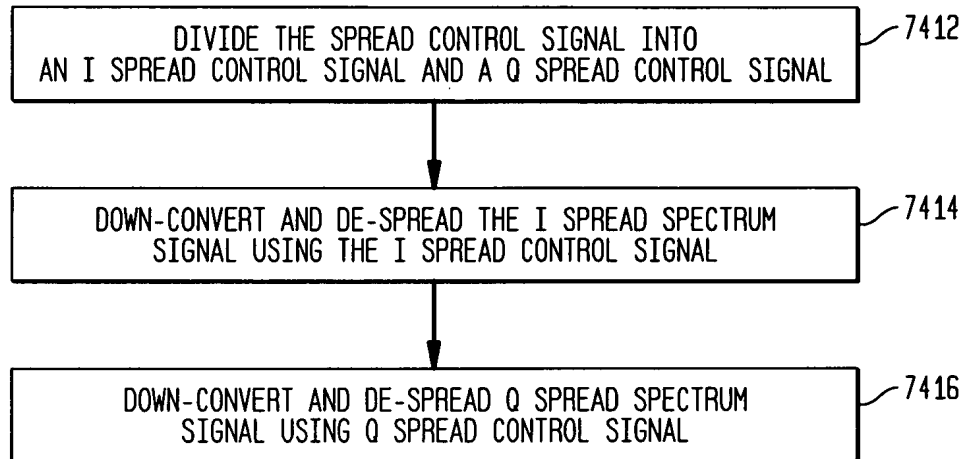 DIVIDE THE SPREAD CONTROL SIGNAL INTO
AN I SPREAD CONTROL SIGNAL AND A Q SPREAD CONTROL SIGNAL
7412
DOWN-CONVERT AND DE-SPREAD THE I SPREAD SPECTRUM
SIGNAL USING THE I SPREAD CONTROL SIGNAL
7414
DOWN-CONVERT AND DE-SPREAD Q SPREAD SPECTRUM
SIGNAL USING Q SPREAD CONTROL SIGNAL
7416